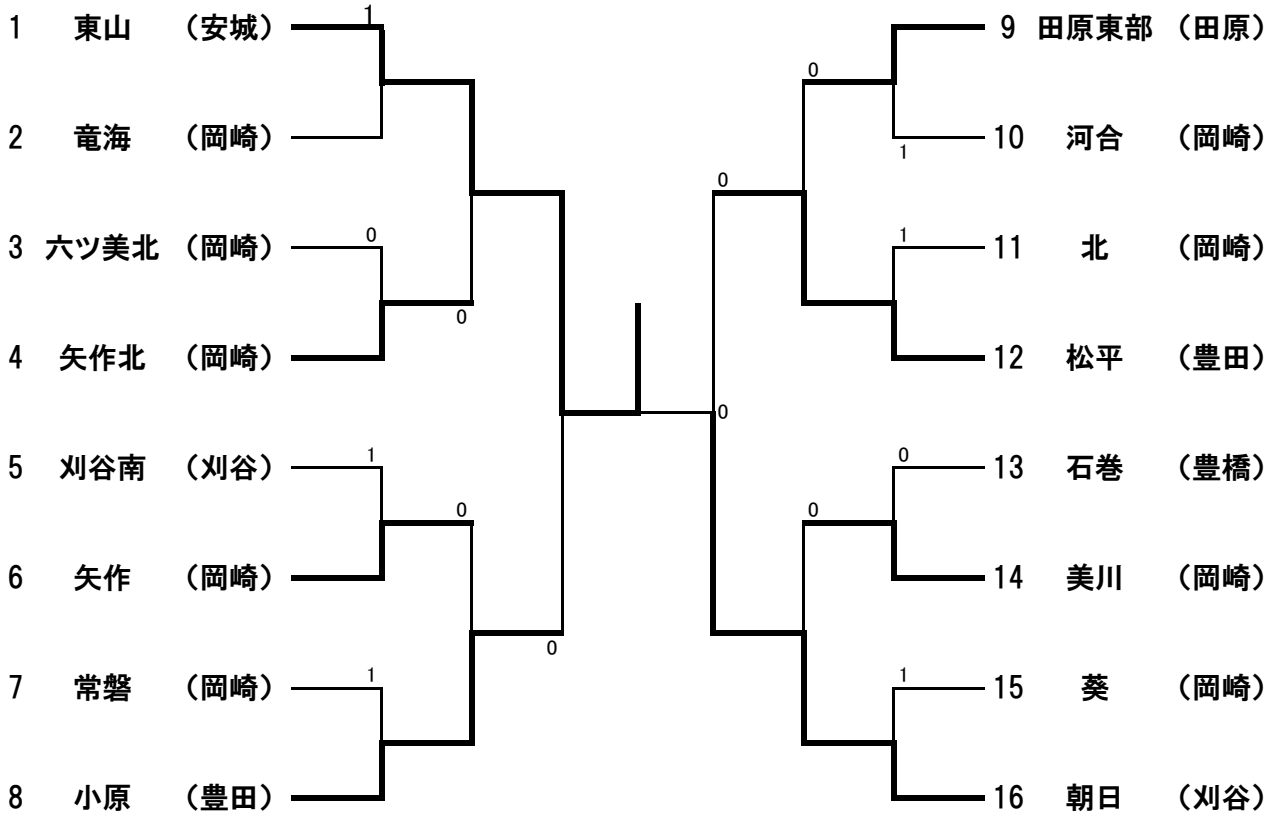 1 東山 （安城）
1
2 竜海 （岡崎）
3 六ツ美北 （岡崎）
0
4 矢作北 （岡崎）
0
5 刈谷南 （刈谷）
1
6 矢作 （岡崎）
0
7 常磐 （岡崎）
1
8 小原 （豊田）
0
9 田原東部 （田原）
0
10 河合 （岡崎）
1
0
11 北 （岡崎）
1
12 松平 （豊田）
0
13 石巻 （豊橋）
0
14 美川 （岡崎）
0
15 葵 （岡崎）
1
16 朝日 （刈谷）